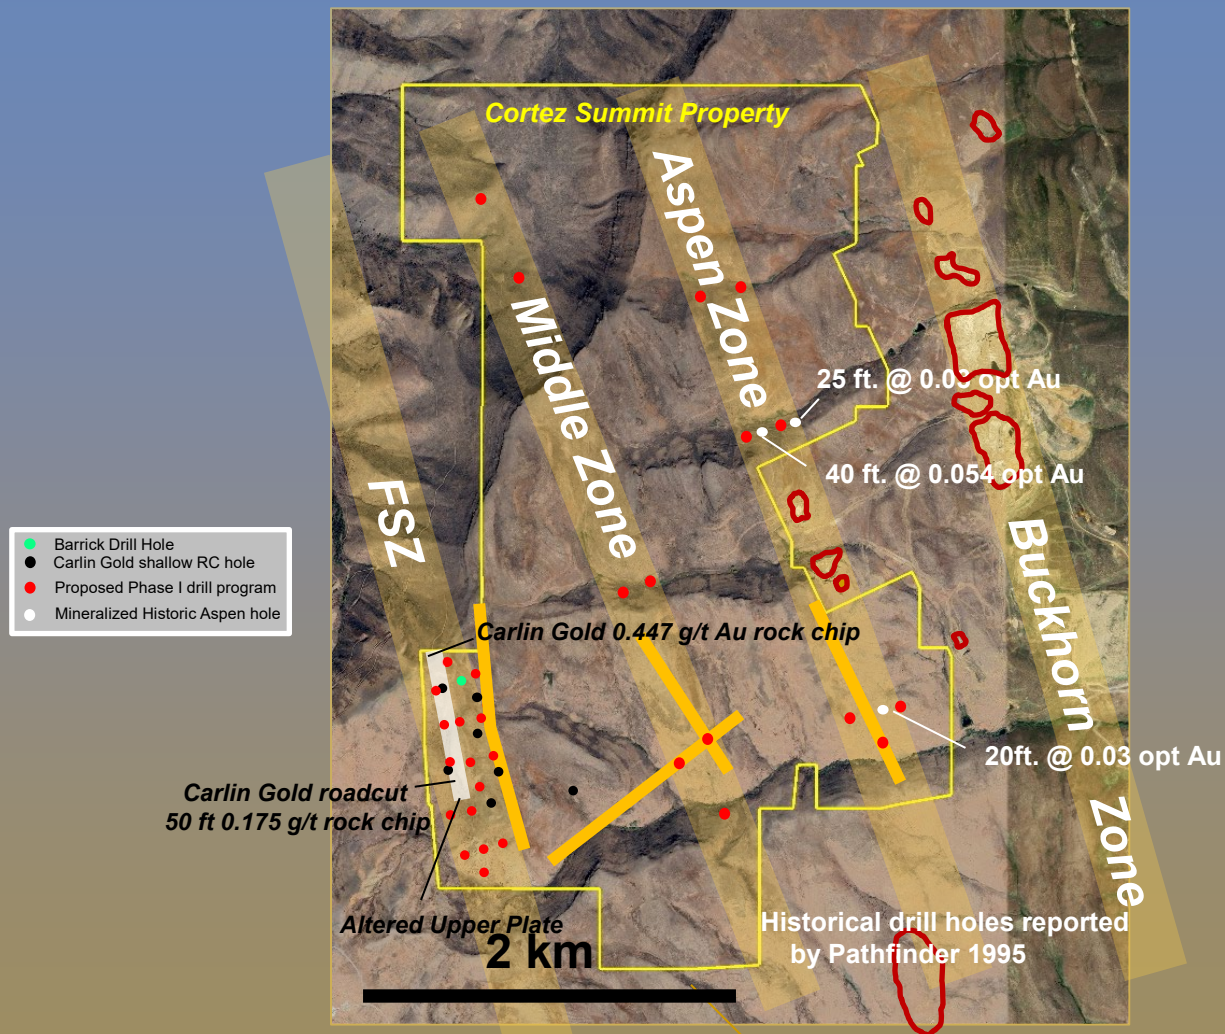 Cortez Summit Property
Aspen Zone
Middle Zone
FSZ
Buckhorn Zone
25 ft. @ opt Au
40 ft. @ 0.054 opt Au
Barrick Drill Hole
Carlin Gold shallow RC hole
Proposed Phase I drill program
Mineralized Historic Aspen hole
Carlin Gold 0.447 g/t Au rock chip
20ft. @ 0.03 opt Au
Carlin Gold roadcut
50 ft 0.175 g/t rock chip
Altered Upper Plate
2 km
Historical drill holes reported
by Pathfinder 1995